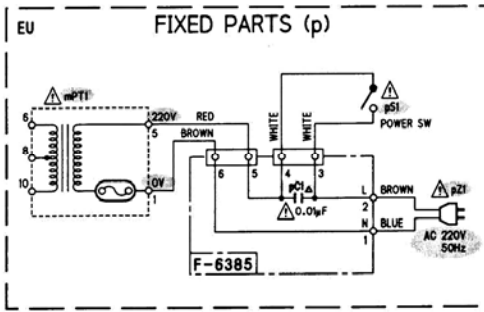 EU
FIXED PARTS (p)
mPT1
6
8
10
220V
5
RED
BROWN
0V
1
WHITE
WHITE
pS1
POWER SW
6
5
4
3
pC1
0.01µF
L
2
BROWN
N
1
BLUE
pZ1
AC 220V
50Hz
F-6385